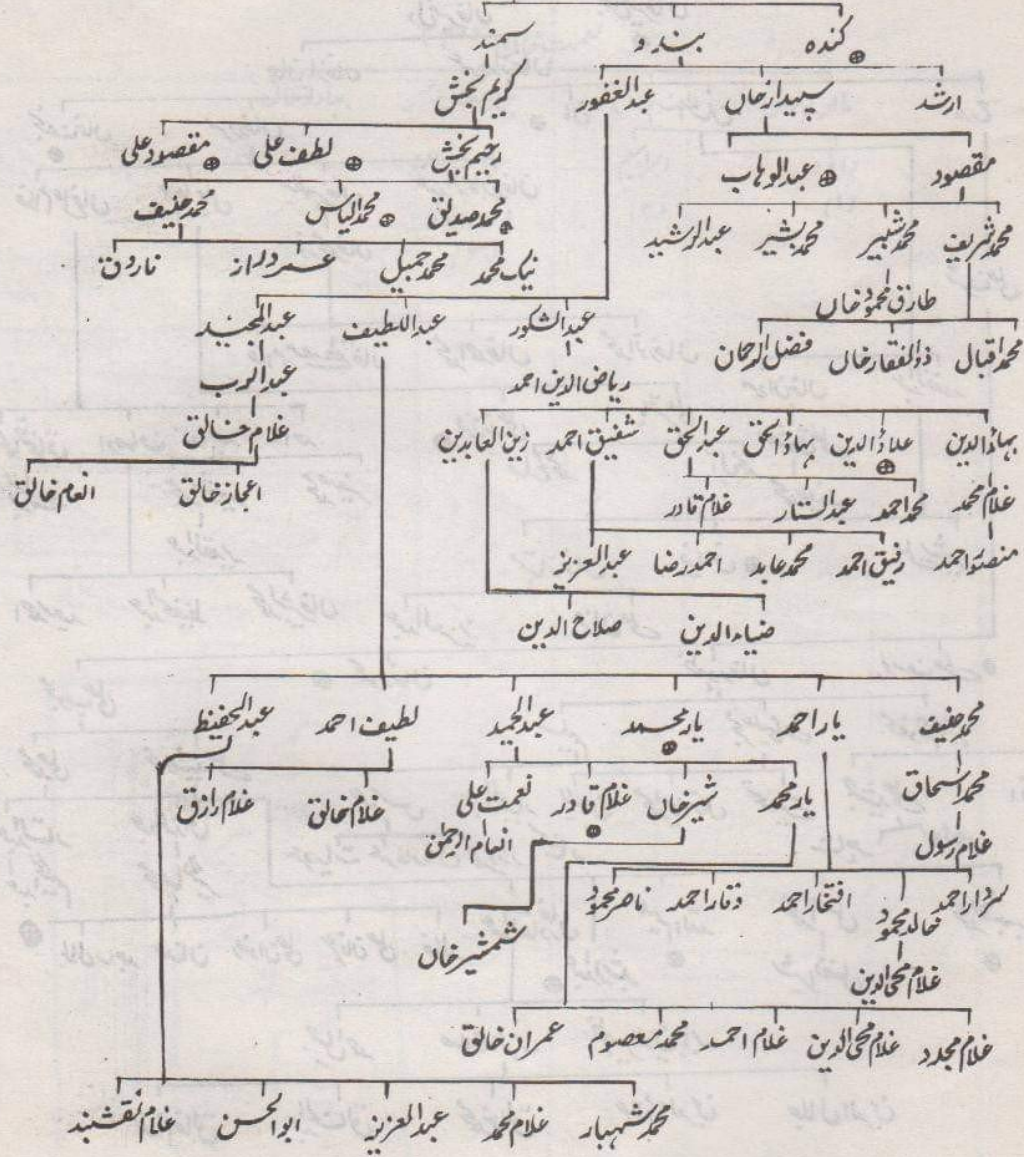 کندہ بندو سمند
ارشد سپیدار خاں عبدالغفور کریم بخش
رحیم بخش لطف علی مقصود علی
مقصود عبدالوہاب
محمد صدیق محمد الیاس محمد حنیف
محمد شریف محمد شبیر محمد بشیر عبدالرشید
نیک محمد محمد جمیل عمر دراز فاروق
طارق محمود خاں
عبدالشکور عبداللطیف عبدالمجید
محمد اقبال ذوالفقار خاں فضل الرحمان
ریاض الدین احمد عبدالرب
غلام خالق
بہاؤالدین علاؤالدین بہاؤالحق عبدالحق شفیق احمد زین العابدین
اعجاز خالق انعام خالق
غلام محمد محمد احمد عبدالستار غلام قادر
منصور احمد رفیق احمد محمد عابد احمد رضا عبدالعزیز
ضیاء الدین صلاح الدین
محمد حنیف یار احمد یار محمد عبدالحمید لطیف احمد عبدالحفیظ
محمد اسحاق یار محمد شیر خاں غلام قادر نعمت علی غلام خالق غلام رازق
غلام رسول انعام الرحمٰن
سردار احمد خالد محمود افتخار احمد وقار احمد ناصر محمود
شمشیر خاں
غلام محی الدین
غلام مجدد غلام محی الدین غلام احمد محمد معصوم عمران خالق
محمد شہباز غلام محمد عبدالعزیز ابوالحسن غلام نقشبند